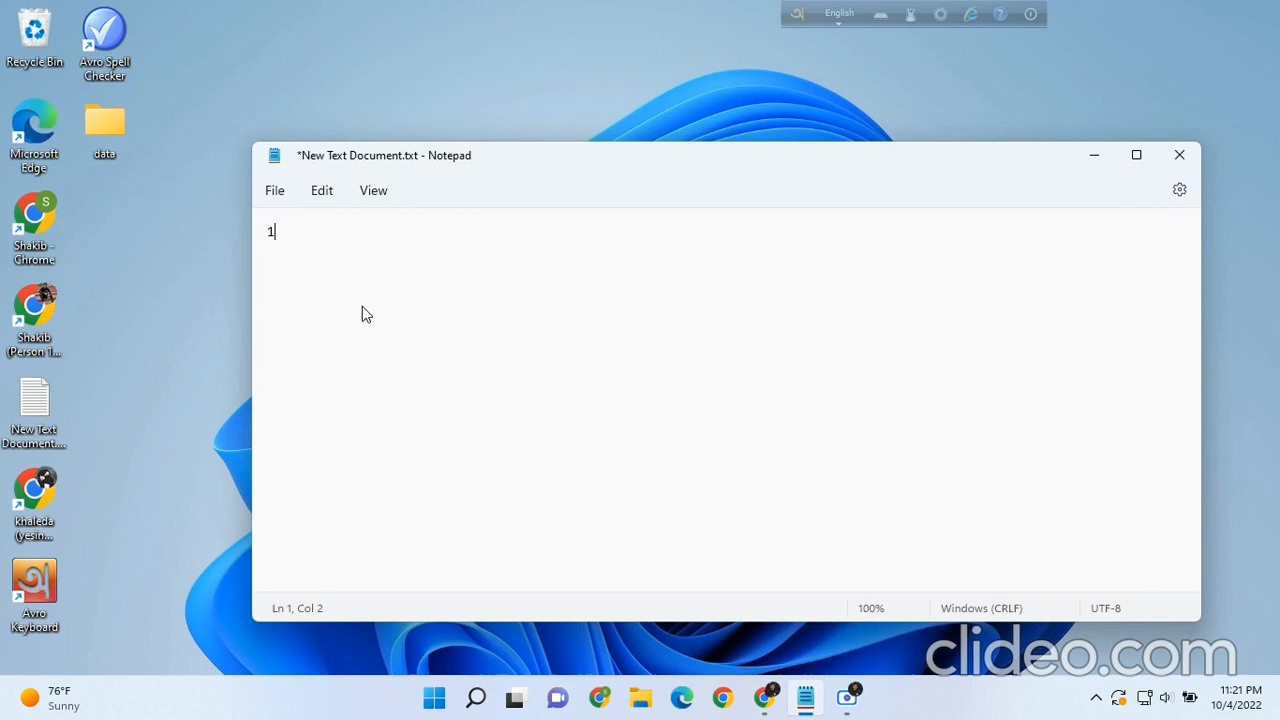 Recycle Bin
Avro Spell
Checker
English
Microsoft
Edge
data
*New Text Document.txt - Notepad
File
Edit
View
1
S
Shakib -
Chrome
Shakib
(Person 1...
New Text
Document....
khaleda
(yesin...
অ
Avro
Keyboard
Ln 1, Col 2
100%
Windows (CRLF)
UTF-8
clideo.com
76°F
Sunny
11:21 PM
10/4/2022